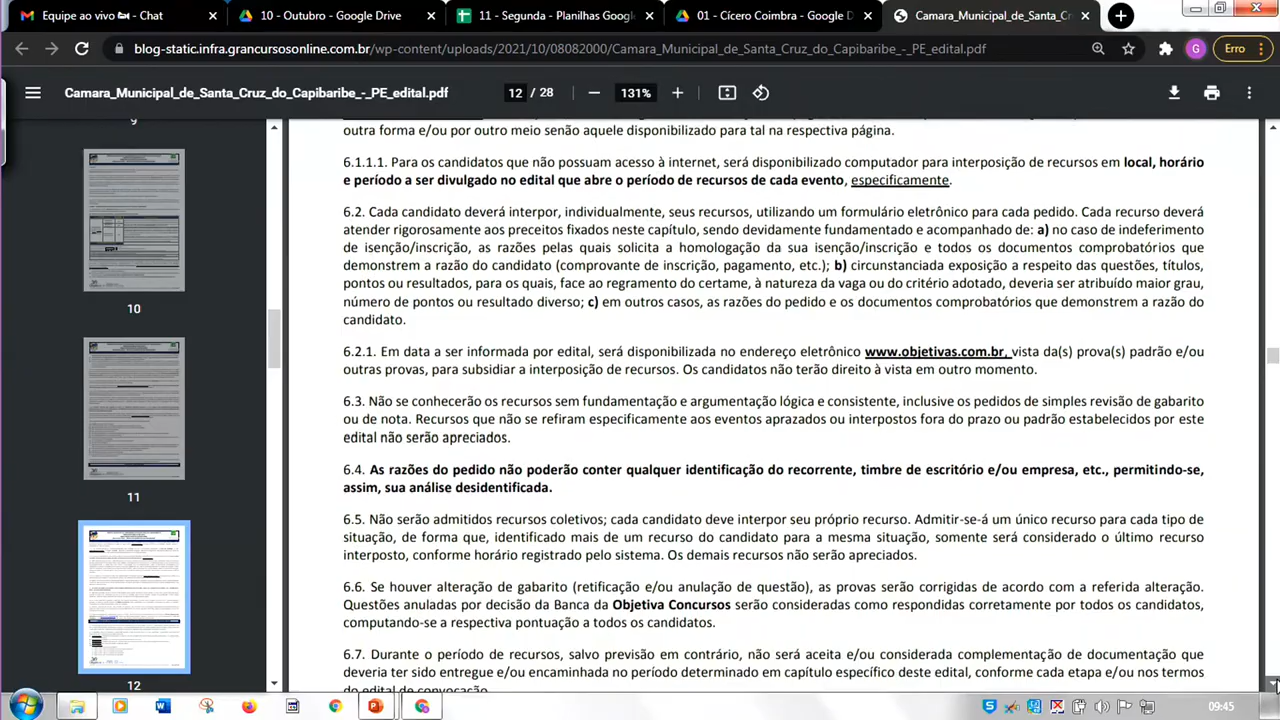 Equipe ao vivo - Chat
10 - Outubro - Google Drive
Camara_Municipal_de_Santa_Cruz
blog-static.infra.grancursosonline.com.br/wp-content/
Camara_Municipal_de_Santa_Cruz_do_Capibaribe_-_PE_edital.pdf
G
Erro
Camara_Municipal_de_Santa_Cruz_do_Capibaribe_-_PE_edital.pdf
12 / 28
131%
9
10
11
12
outra forma e/ou por outro meio senão aquele disponibilizado para tal na respectiva página.
6.1.1.1. Para os candidatos que não possuam acesso à internet, será disponibilizado computador para interposição de recursos em local, horário
e período a ser divulgado no edital que abre o período de recursos de cada evento, especificamente.
6.2. Cada candidato deverá interpor, individualmente, seus recursos, utilizando um formulário eletrônico para cada pedido. Cada recurso deverá
atender rigorosamente aos preceitos fixados neste capítulo, sendo devidamente fundamentado e acompanhado de: a) no caso de indeferimento
de isenção/inscrição, as razões pelas quais solicita a homologação da sua isenção/inscrição e todos os documentos comprobatórios que
demonstrem a razão do candidato (comprovante de inscrição, pagamento, etc.); b) circunstanciada exposição a respeito das questões, títulos,
pontos ou resultados, para os quais, face ao regramento do certame, à natureza da vaga ou do critério adotado, deveria ser atribuído maior grau,
número de pontos ou resultado diverso; c) em outros casos, as razões do pedido e os documentos comprobatórios que demonstrem a razão do
candidato.
6.2.1. Em data a ser informada por edital, será disponibilizada no endereço eletrônico www.objetivas.com.br, vista da(s) prova(s) padrão e/ou
outras provas, para subsidiar a interposição de recursos. Os candidatos não terão direito à vista em outro momento.
6.3. Não se conhecerão os recursos sem fundamentação e argumentação lógica e consistente, inclusive os pedidos de simples revisão de gabarito
ou da nota. Recursos que não se refiram especificamente aos eventos aprazados ou interpostos fora do prazo ou padrão estabelecidos por este
edital não serão apreciados.
6.4. As razões do pedido não poderão conter qualquer identificação do recorrente, timbre de escritório e/ou empresa, etc., permitindo-se,
assim, sua análise desidentificada.
6.5. Não serão admitidos recursos coletivos, cada candidato deve interpor seu próprio recurso. Admitir-se-á um único recurso para cada tipo de
situação, de forma que, havendo mais de um recurso do candidato na mesma situação, somente será considerado o último recurso
interposto, conforme horário registrado pelo sistema. Os demais recursos não serão apreciados.
6.6. Se houver alteração de gabarito (retificação e/ou anulação de questão), as provas serão corrigidas de acordo com a referida alteração.
Questões anuladas por decisão da banca da Objetiva Concursos serão consideradas como respondidas corretamente por todos os candidatos,
computando-se a respectiva pontuação a todos os candidatos.
6.7. Durante o período de recursos, salvo previsão em contrário, não será aceita e/ou considerada complementação de documentação que
deveria ter sido entregue e/ou encaminhada no período determinado em capítulo específico deste edital, conforme cada etapa e/ou nos termos
do edital de convocação.
09:45